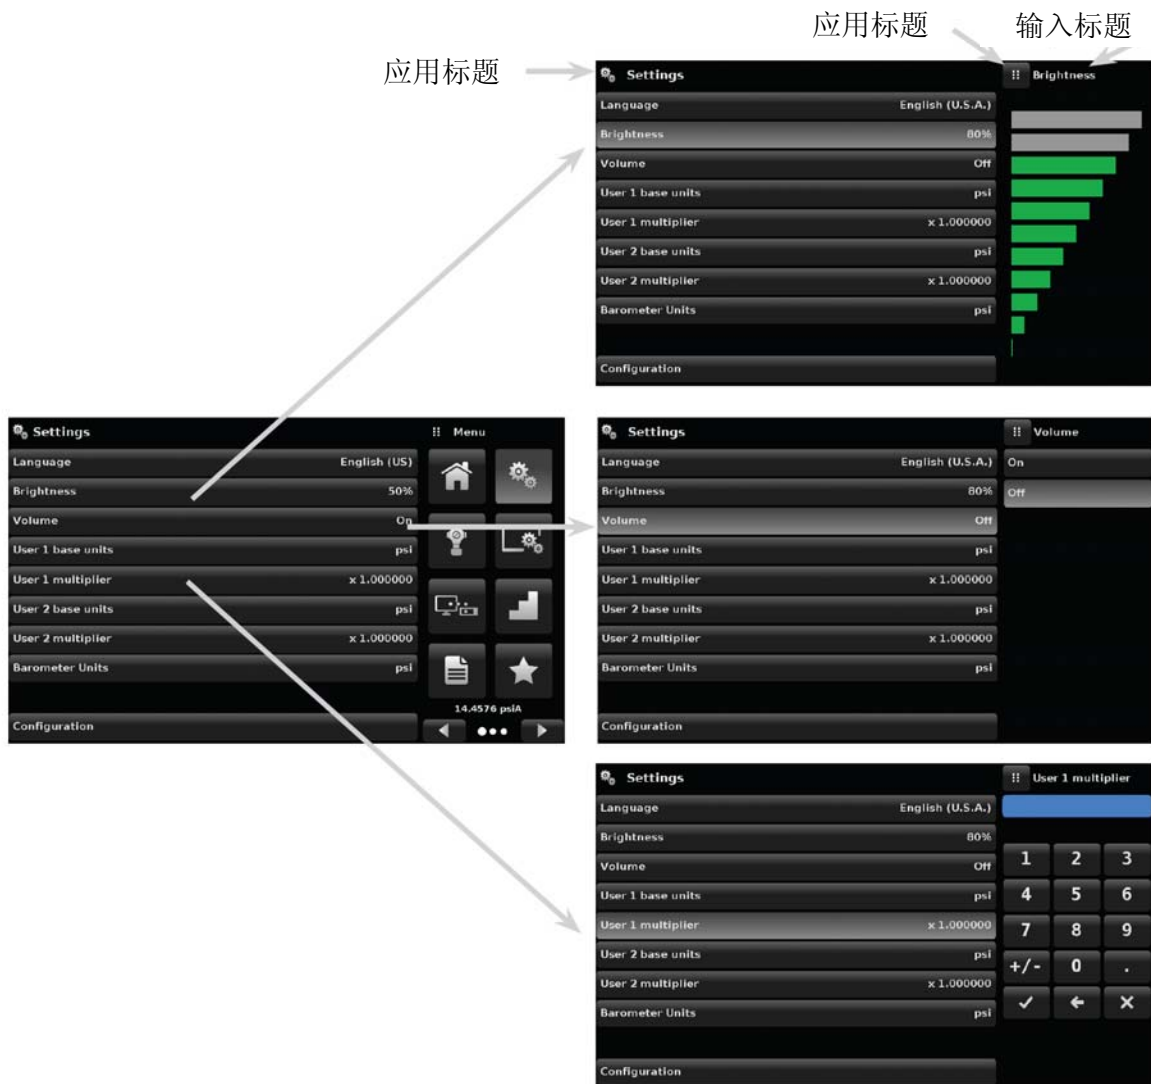 应用标题
输入标题
应用标题
Settings
Brightness
Language English (U.S.A.)
Brightness 80%
Volume Off
User 1 base units psi
User 1 multiplier x 1.000000
User 2 base units psi
User 2 multiplier x 1.000000
Barometer Units psi
Configuration
Settings
Menu
Language English (US)
Brightness 50%
Volume On
User 1 base units psi
User 1 multiplier x 1.000000
User 2 base units psi
User 2 multiplier x 1.000000
Barometer Units psi
14.4576 psiA
Configuration
Settings
Volume
Language English (U.S.A.)
On
Brightness 80%
Off
Volume Off
User 1 base units psi
User 1 multiplier x 1.000000
User 2 base units psi
User 2 multiplier x 1.000000
Barometer Units psi
Configuration
Settings
User 1 multiplier
Language English (U.S.A.)
Brightness 80%
Volume Off
User 1 base units psi
User 1 multiplier x 1.000000
User 2 base units psi
User 2 multiplier x 1.000000
Barometer Units psi
Configuration
1 2 3
4 5 6
7 8 9
+/- 0 .